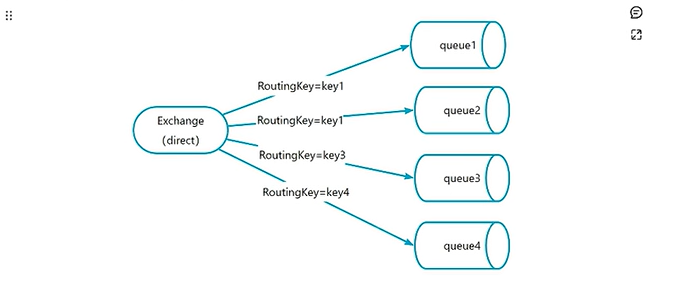 queue1
RoutingKey=key1
queue2
Exchange
(direct)
RoutingKey=key1
RoutingKey=key3
queue3
RoutingKey=key4
queue4